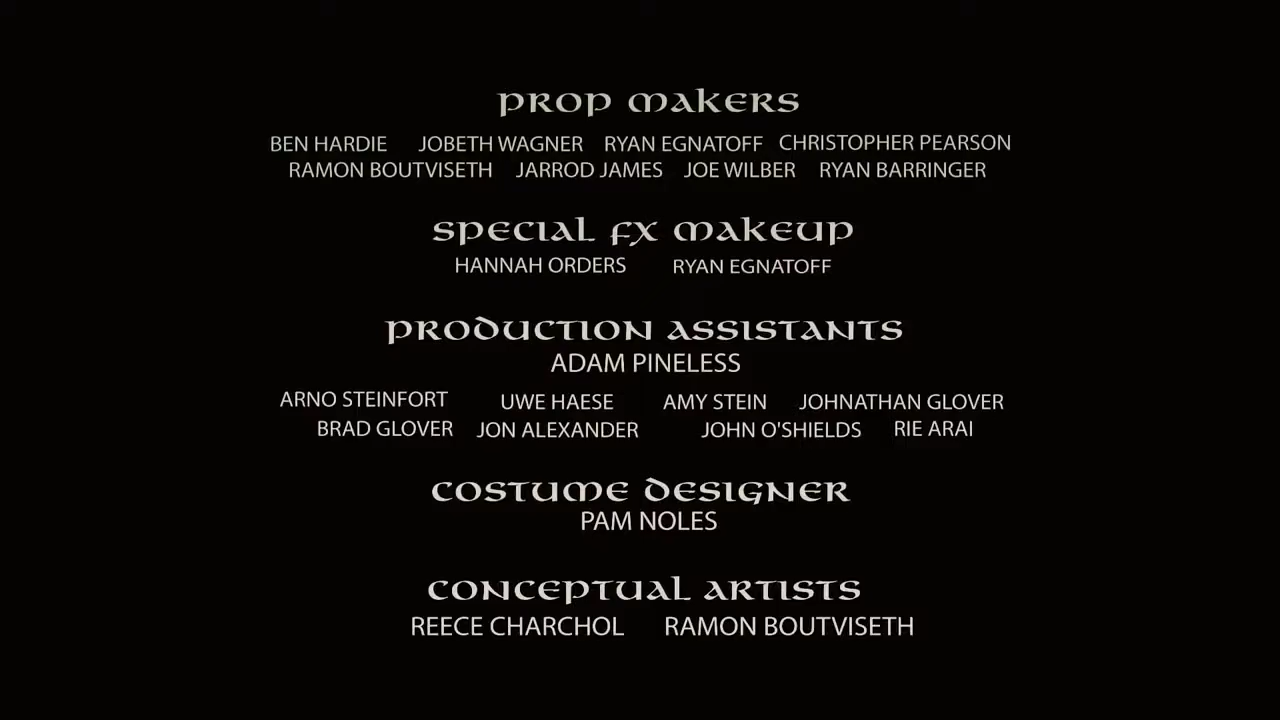 PROP MAKERS
BEN HARDIE JOBETH WAGNER RYAN EGNATOFF CHRISTOPHER PEARSON
RAMON BOUTVISETH JARROD JAMES JOE WILBER RYAN BARRINGER
SPECIAL FX MAKEUP
HANNAH ORDERS RYAN EGNATOFF
PRODUCTION ASSISTANTS
ADAM PINELESS
ARNO STEINFORT UWE HAESE AMY STEIN JOHNATHAN GLOVER
BRAD GLOVER JON ALEXANDER JOHN O'SHIELDS RIE ARAI
COSTUME DESIGNER
PAM NOLES
CONCEPTUAL ARTISTS
REECE CHARCHOL RAMON BOUTVISETH